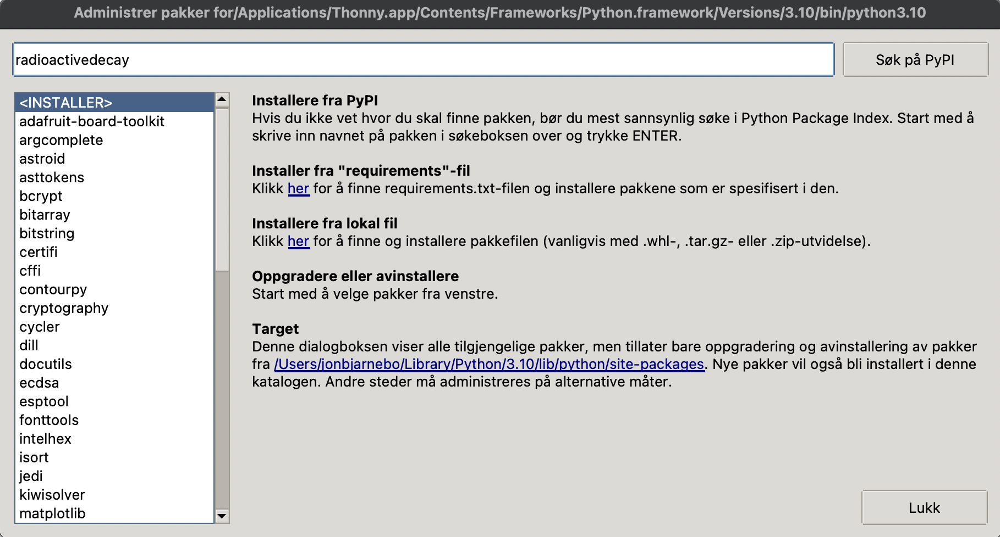 Administrer pakker for/Applications/Thonny.app/Contents/Frameworks/Python.framework/Versions/3.10/bin/python3.10
radioactivedecay
Søk på PyPI
<INSTALLER>
adafruit-board-toolkit
argcomplete
astroid
asttokens
bcrypt
bitarray
bitstring
certifi
cffi
contourpy
cryptography
cycler
dill
docutils
ecdsa
esptool
fonttools
intelhex
isort
jedi
kiwisolver
matplotlib
Installere fra PyPI
Hvis du ikke vet hvor du skal finne pakken, bør du mest sannsynlig søke i Python Package Index. Start med å
skrive inn navnet på pakken i søkeboksen over og trykke ENTER.
Installer fra "requirements"-fil
Klikk her for å finne requirements.txt-filen og installere pakkene som er spesifisert i den.
Installere fra lokal fil
Klikk her for å finne og installere pakkefilen (vanligvis med .whl-, .tar.gz- eller .zip-utvidelse).
Oppgradere eller avinstallere
Start med å velge pakker fra venstre.
Target
Denne dialogboksen viser alle tilgjengelige pakker, men tillater bare oppgradering og avinstallering av pakker
fra /Users/jonbjarnebo/Library/Python/3.10/lib/python/site-packages. Nye pakker vil også bli installert i denne
katalogen. Andre steder må administreres på alternative måter.
Lukk